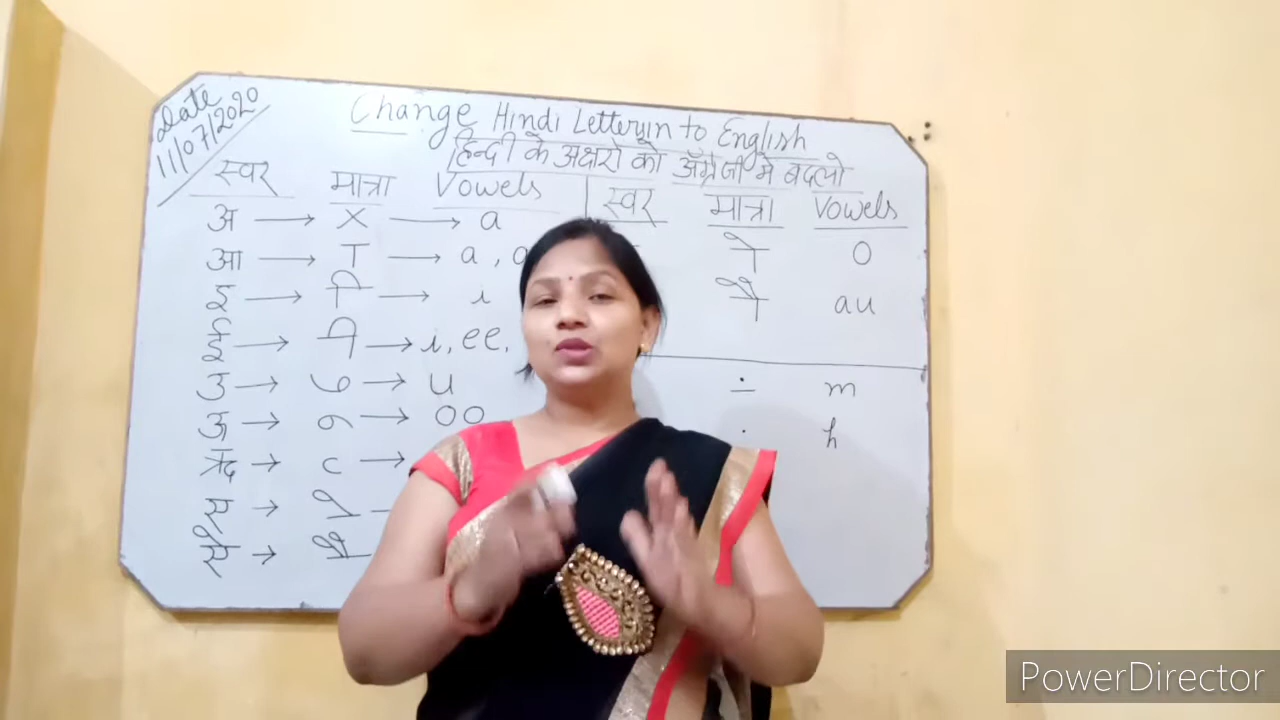 Date
11/07/2020
Change Hindi Letter in to English
हिन्दी के अक्षरो को अँग्रेजी मे बदलो
स्वर मात्रा Vowels स्वर मात्रा Vowels
अ → × → a
आ → ा → a , ो o
इ → ि → i ौ au
ई → ी → i, ee,
उ → ु → u ÷ m
ऊ → ू → oo : h
ऋ → ृ →
ए → े
ऐ → ै
PowerDirector